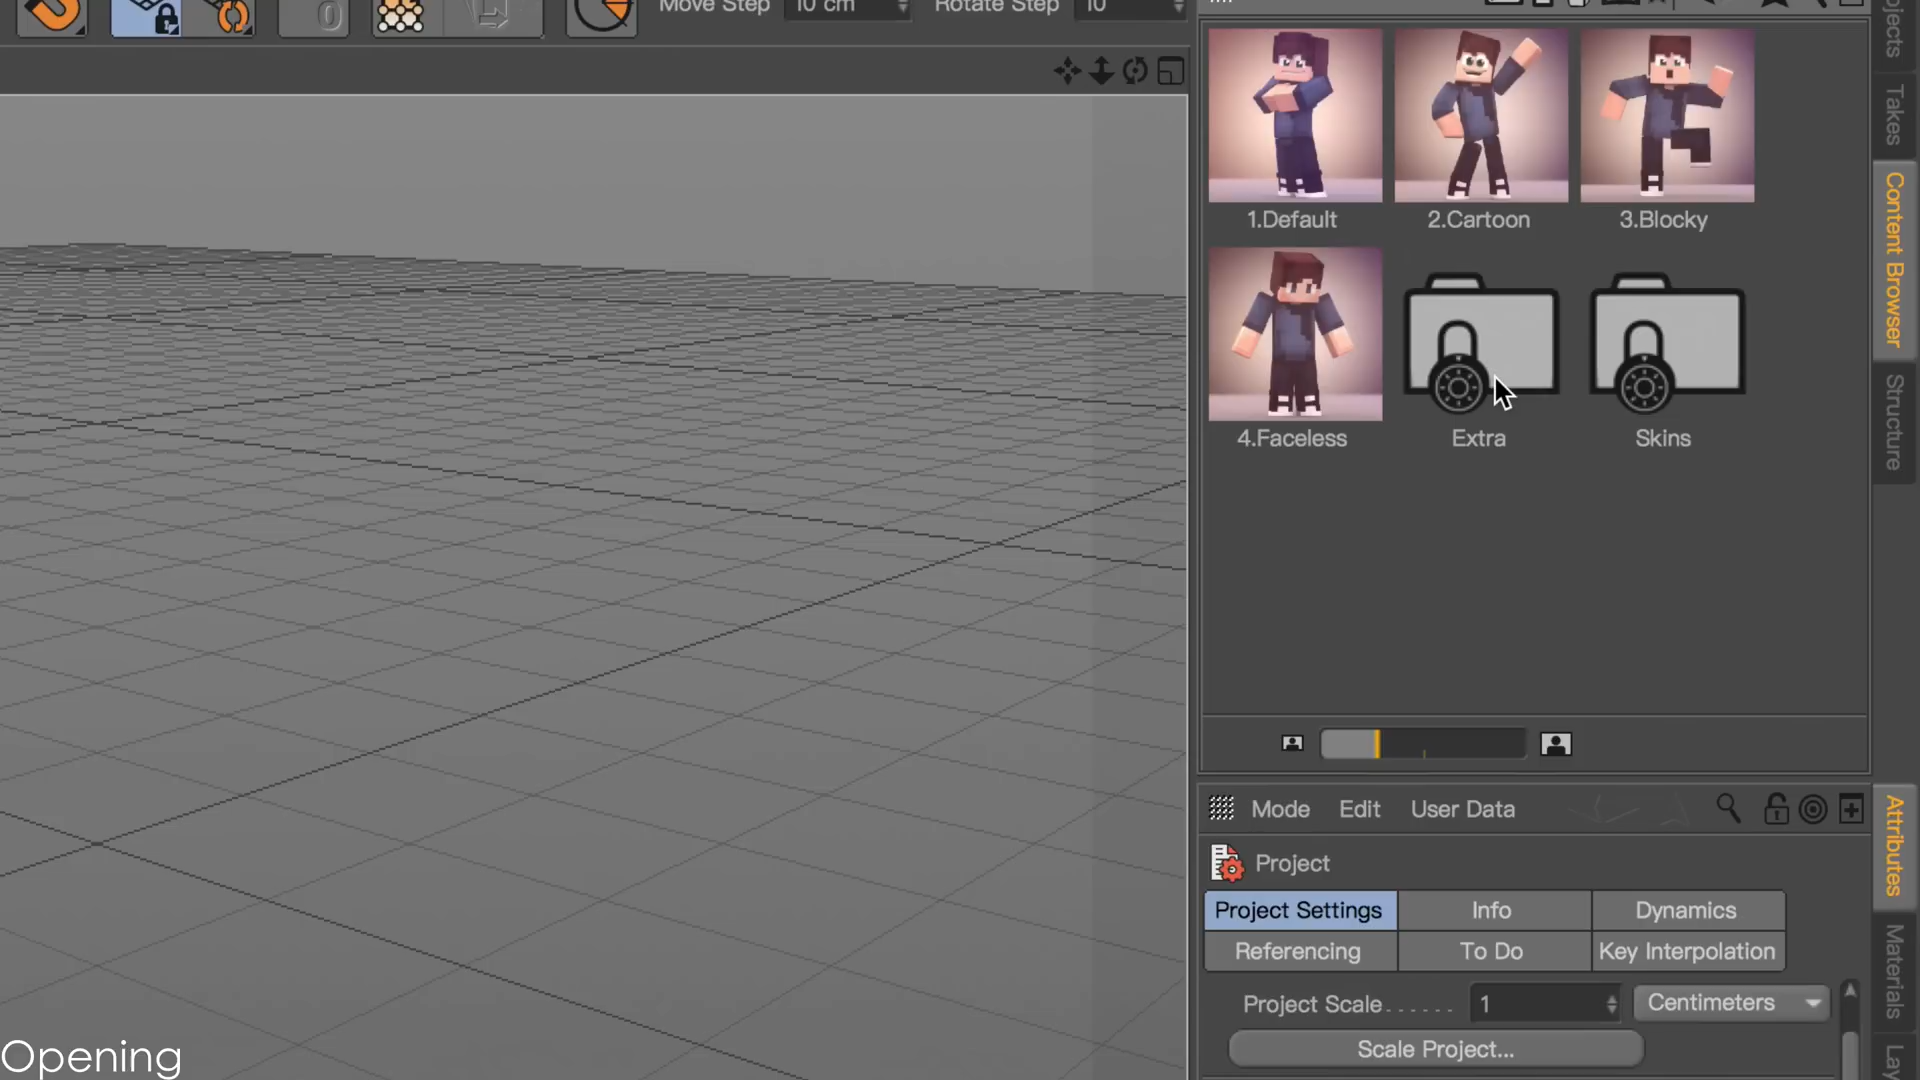 Move Step 10 cm Rotate Step 10
1.Default 2.Cartoon 3.Blocky
4.Faceless Extra Skins
Takes
Content Browser
Structure
Mode Edit User Data
Project
Project Settings Info Dynamics
Referencing To Do Key Interpolation
Project Scale...... 1 Centimeters
Scale Project...
Attributes
Materials
Opening
0